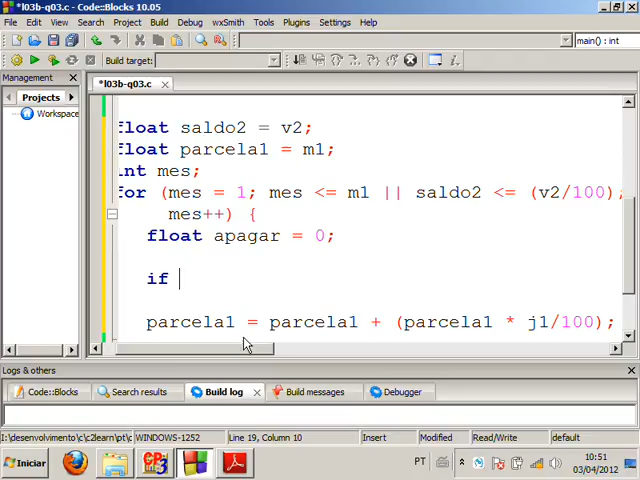 *l03b-q03.c - Code::Blocks 10.05
File Edit View Search Project Build Debug wxSmith Tools Plugins Settings Help
main() : int
Build target:
Management
*l03b-q03.c
Projects
Workspace
float saldo2 = v2;
float parcela1 = m1;
int mes;
for (mes = 1; mes <= m1 || saldo2 <= (v2/100);
mes++) {
float apagar = 0;
if
parcela1 = parcela1 + (parcela1 * j1/100);
Logs & others
Code::Blocks
Search results
Build log
Build messages
Debugger
I:\desenvolvimento\c\c2learn\pt\c
WINDOWS-1252
Line 19, Column 10
Insert
Modified
Read/Write
default
Iniciar
PT
10:51
03/04/2012